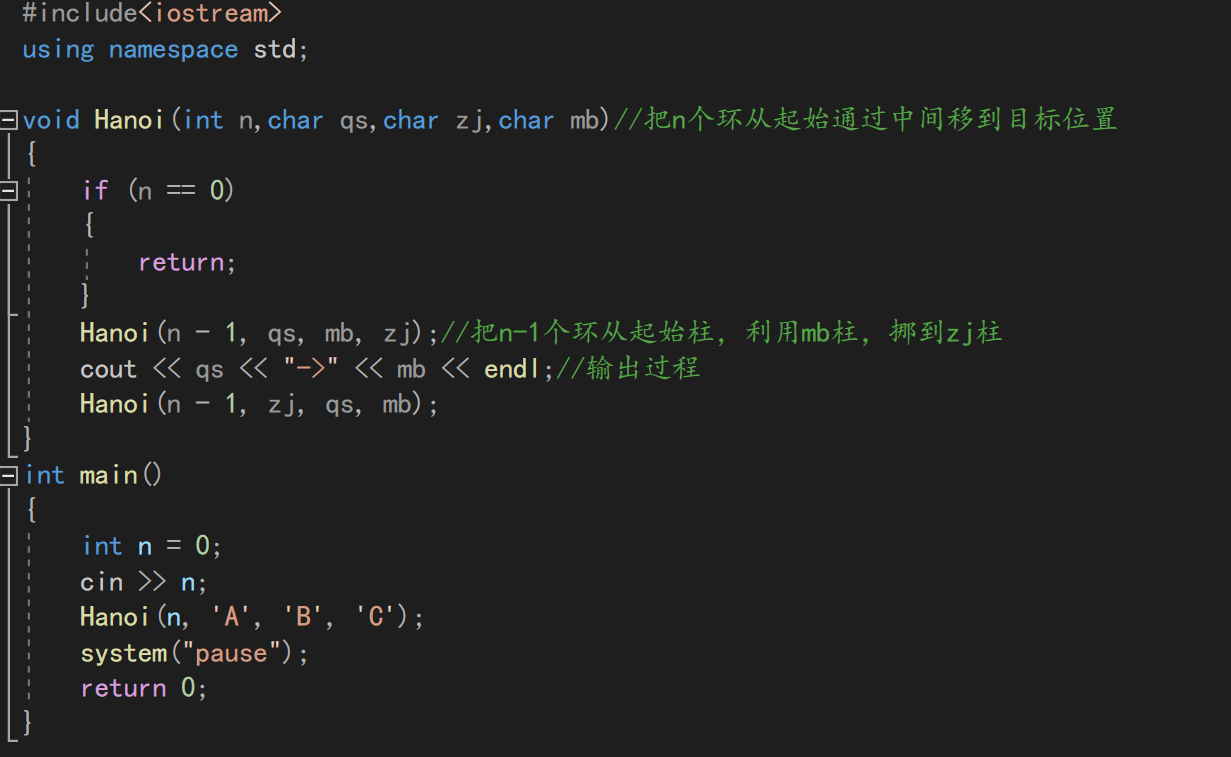 #include<iostream>
using namespace std;
void Hanoi(int n,char qs,char zj,char mb)//把n个环从起始通过中间移到目标位置
{
if (n == 0)
{
return;
}
Hanoi(n - 1, qs, mb, zj);//把n-1个环从起始柱，利用mb柱，挪到zj柱
cout << qs << "->" << mb << endl;//输出过程
Hanoi(n - 1, zj, qs, mb);
}
int main()
{
int n = 0;
cin >> n;
Hanoi(n, 'A', 'B', 'C');
system("pause");
return 0;
}